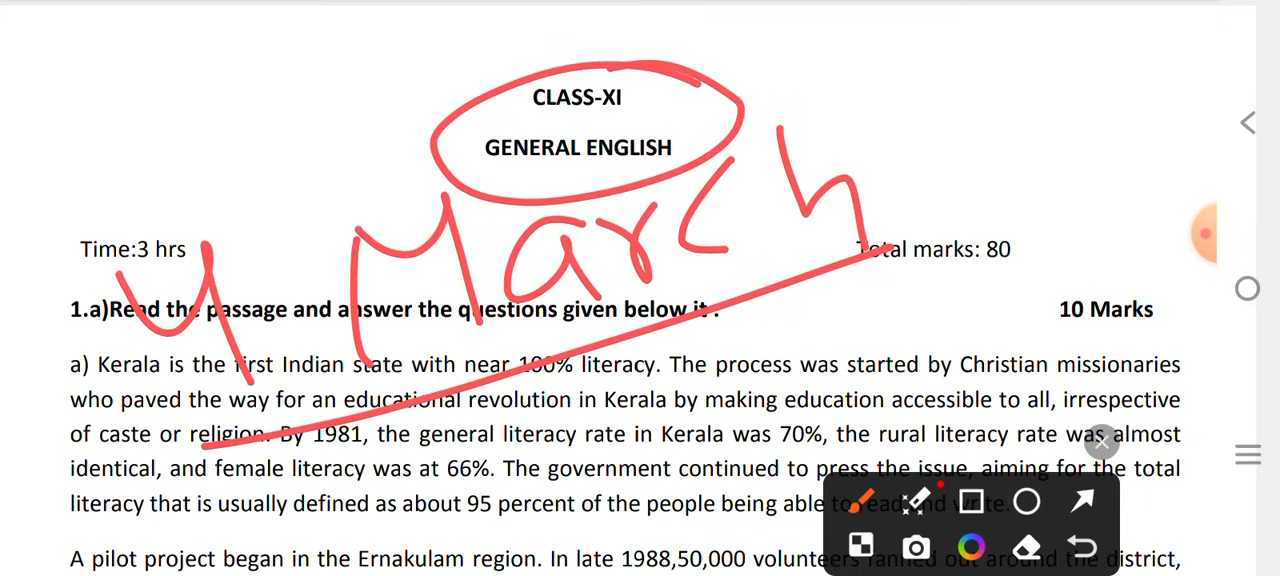 CLASS-XI
GENERAL ENGLISH
4 March
Time:3 hrs Total marks: 80
1.a)Read the passage and answer the questions given below it : 10 Marks
a) Kerala is the first Indian state with near 100% literacy. The process was started by Christian missionaries
who paved the way for an educational revolution in Kerala by making education accessible to all, irrespective
of caste or religion. By 1981, the general literacy rate in Kerala was 70%, the rural literacy rate was almost
identical, and female literacy was at 66%. The government continued to press the issue, aiming for the total
literacy that is usually defined as about 95 percent of the people being able to read and write.
A pilot project began in the Ernakulam region. In late 1988,50,000 volunteers fanned out around the district,